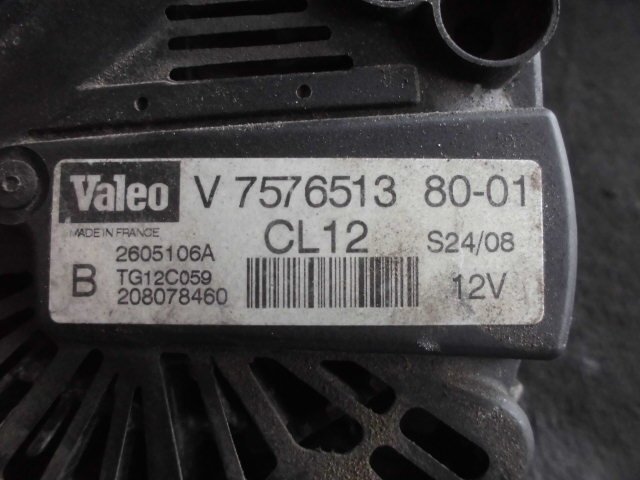 Valeo V 7576513 80-01
MADE IN FRANCE CL12 S24/08
2605106A
B TG12C059 12V
208078460